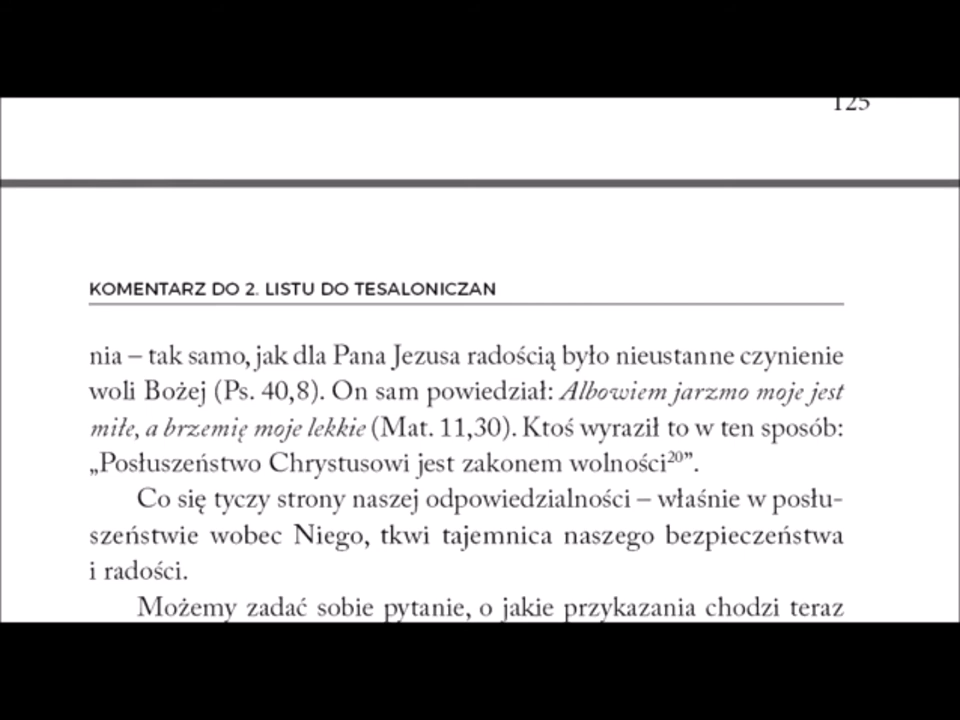 125
KOMENTARZ DO 2. LISTU DO TESALONICZAN
nia – tak samo, jak dla Pana Jezusa radością było nieustanne czynienie
woli Bożej (Ps. 40,8). On sam powiedział: Albowiem jarzmo moje jest
miłe, a brzemię moje lekkie (Mat. 11,30). Ktoś wyraził to w ten sposób:
„Posłuszeństwo Chrystusowi jest zakonem wolności²⁰”.
Co się tyczy strony naszej odpowiedzialności – właśnie w posłu-
szeństwie wobec Niego, tkwi tajemnica naszego bezpieczeństwa
i radości.
Możemy zadać sobie pytanie, o jakie przykazania chodzi teraz